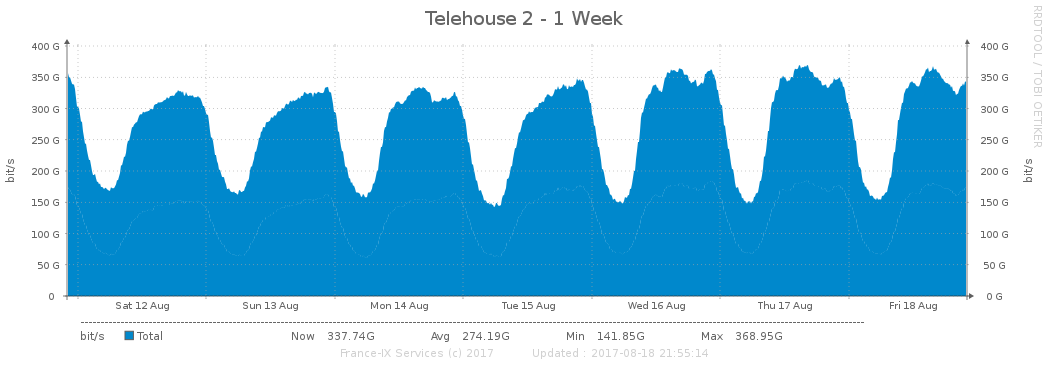 Telehouse 2 - 1 Week
RRDTOOL / TOBI OETIKER
bit/s
400 G 400 G
350 G 350 G
300 G 300 G
250 G 250 G
200 G 200 G
150 G 150 G
100 G 100 G
50 G 50 G
0 0 G
bit/s
Sat 12 Aug Sun 13 Aug Mon 14 Aug Tue 15 Aug Wed 16 Aug Thu 17 Aug Fri 18 Aug
bit/s Total Now 337.74G Avg 274.19G Min 141.85G Max 368.95G
France-IX Services (c) 2017 Updated : 2017-08-18 21:55:14